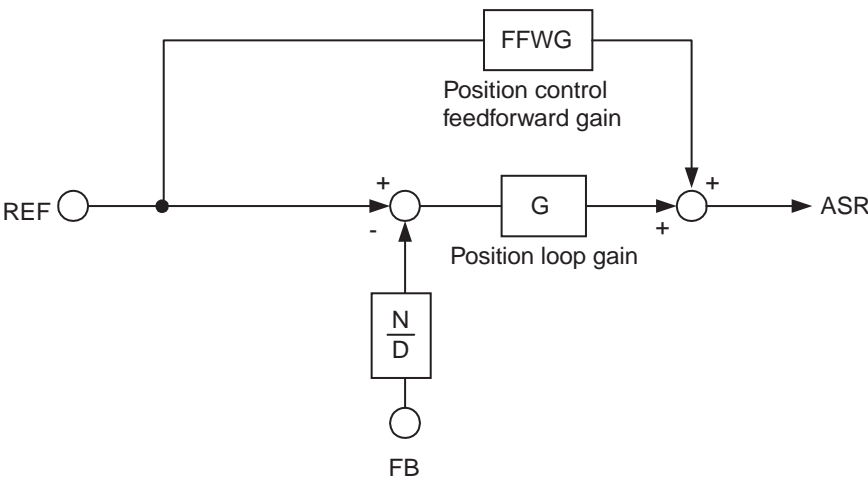 FFWG
Position control
feedforward gain
REF
+
-
G
Position loop gain
+
+
ASR
N
D
FB